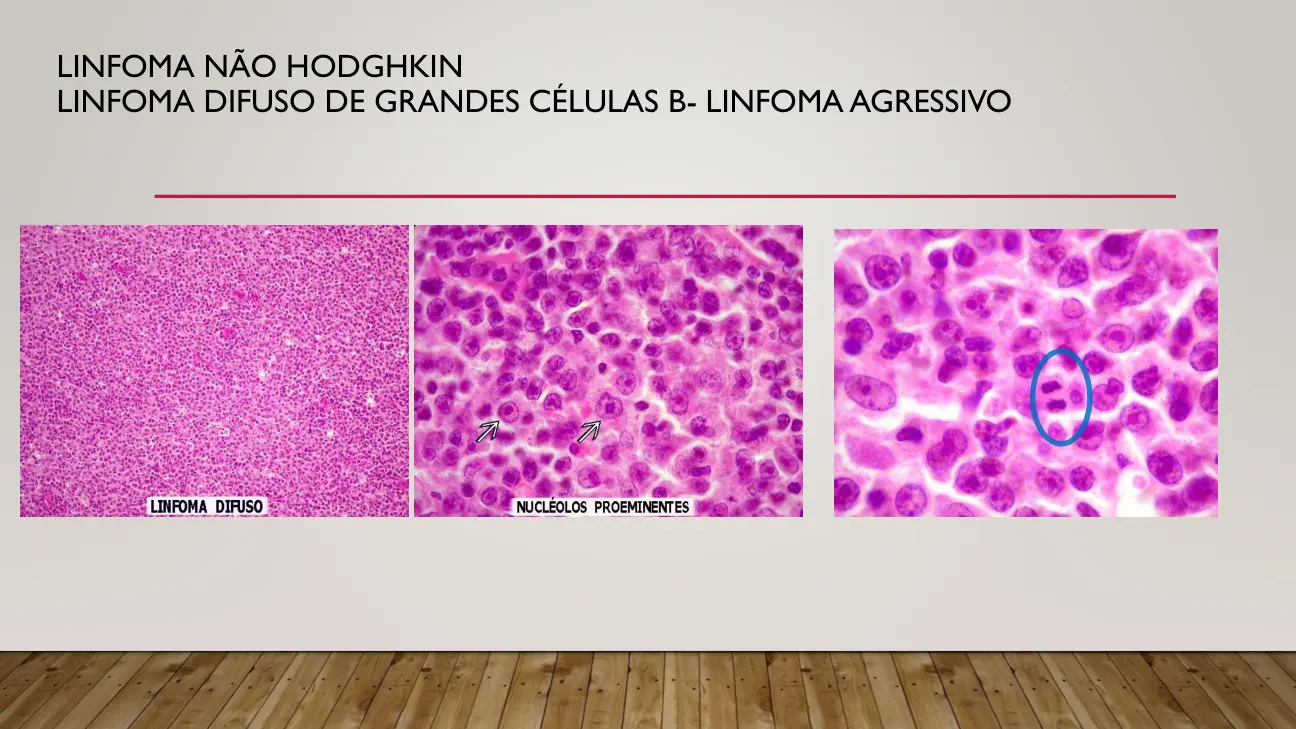 LINFOMA NÃO HODGHKIN
LINFOMA DIFUSO DE GRANDES CÉLULAS B- LINFOMA AGRESSIVO
LINFOMA DIFUSO
NUCLÉOLOS PROEMINENTES